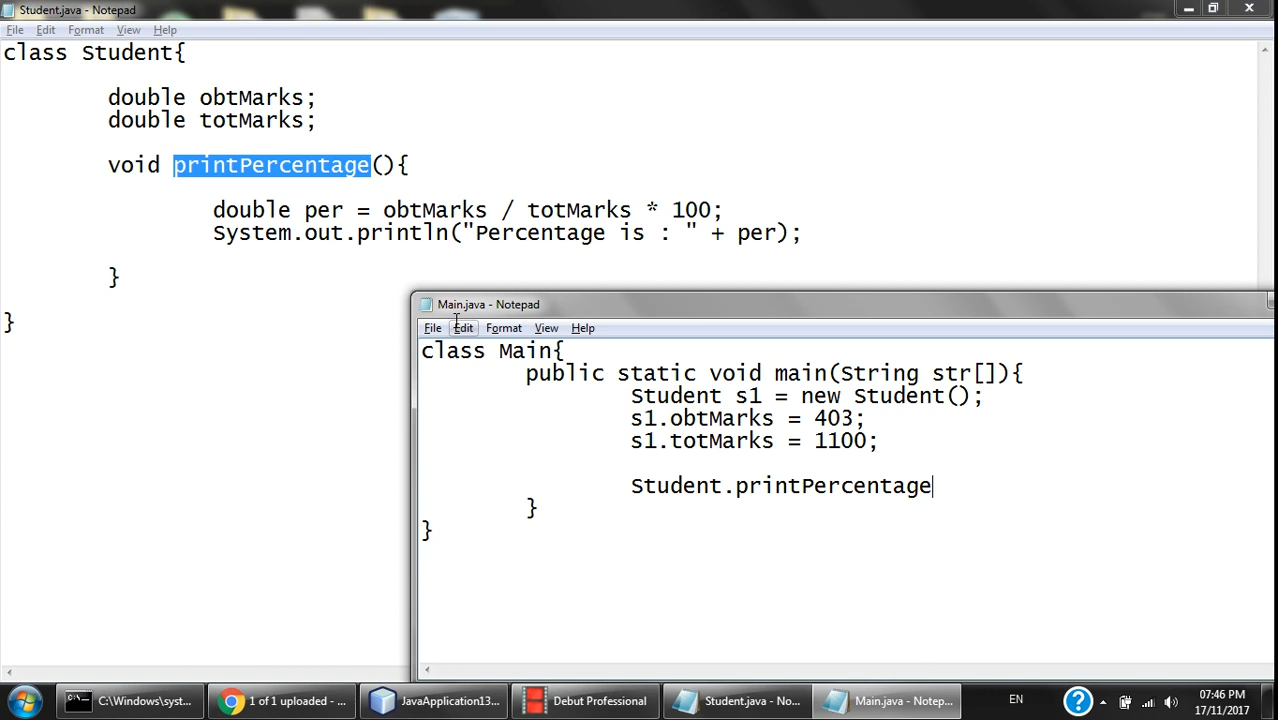 Student.java - Notepad
File Edit Format View Help
class Student{
double obtMarks;
double totMarks;
void printPercentage(){
double per = obtMarks / totMarks * 100;
System.out.println("Percentage is : " + per);
}
}
Main.java - Notepad
File Edit Format View Help
class Main{
public static void main(String str[]){
Student s1 = new Student();
s1.obtMarks = 403;
s1.totMarks = 1100;
Student.printPercentage
}
}
C:\Windows\syst... 1 of 1 uploaded - ... JavaApplication13... Debut Professional Student.java - No... Main.java - Notep... EN 07:46 PM
17/11/2017